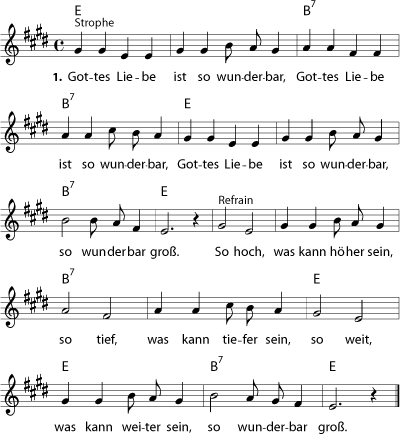 E B7
Strophe
1. Got-tes Lie-be ist so wun-der-bar, Got-tes Lie-be
B7 E
ist so wun-der-bar, Got-tes Lie-be ist so wun-der-bar,
B7 E
Refrain
so wun-der-bar groß. So hoch, was kann hö-her sein,
B7 E
so tief, was kann tie-fer sein, so weit,
E B7 E
was kann wei-ter sein, so wun-der-bar groß.